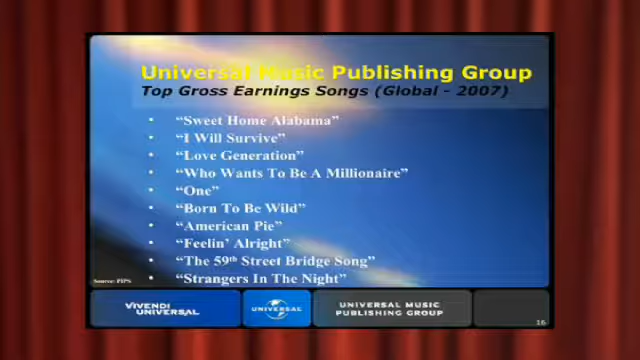 Universal Music Publishing Group
Top Gross Earnings Songs (Global - 2007)
• “Sweet Home Alabama”
• “I Will Survive”
• “Love Generation”
• “Who Wants To Be A Millionaire”
• “One”
• “Born To Be Wild”
• “American Pie”
• “Feelin’ Alright”
• “The 59th Street Bridge Song”
• “Strangers In The Night”
Source: PIPS
VIVENDI
UNIVERSAL
UNIVERSAL
UNIVERSAL MUSIC
PUBLISHING GROUP
16